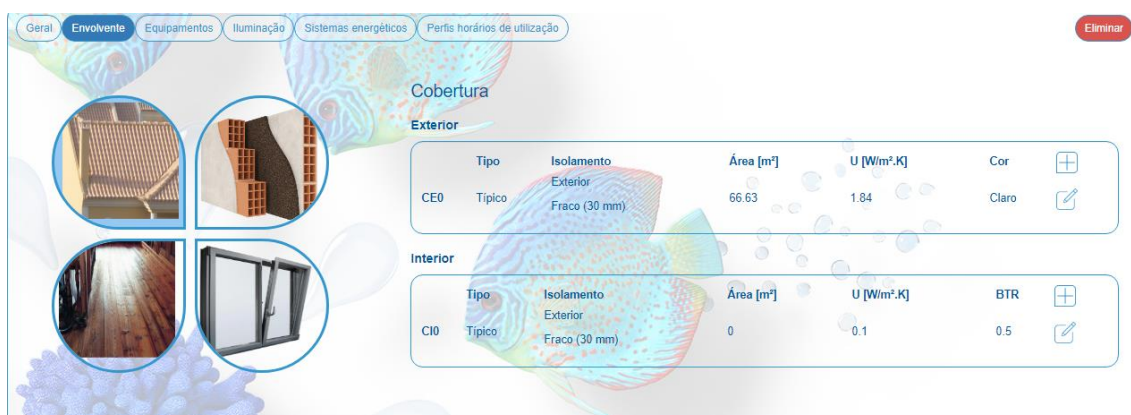 Geral Envolvente Equipamentos Iluminação Sistemas energéticos Perfis horários de utilização Eliminar
Cobertura
Exterior
Tipo Isolamento Área [m²] U [W/m².K] Cor
CE0 Típico Exterior 66.63 1.84 Claro
Fraco (30 mm)
Interior
Tipo Isolamento Área [m²] U [W/m².K] BTR
CI0 Típico Exterior 0 0.1 0.5
Fraco (30 mm)